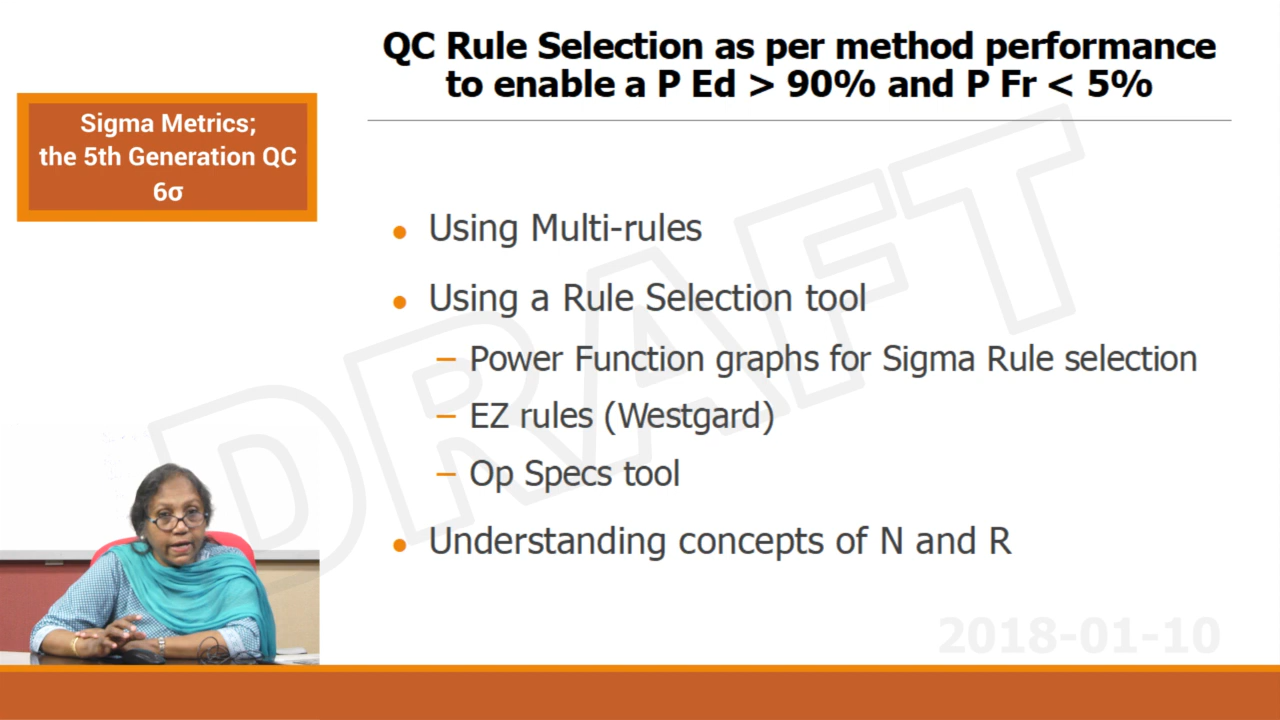 QC Rule Selection as per method performance
to enable a P Ed > 90% and P Fr < 5%
Sigma Metrics;
the 5th Generation QC
6σ
• Using Multi-rules
• Using a Rule Selection tool
– Power Function graphs for Sigma Rule selection
– EZ rules (Westgard)
– Op Specs tool
• Understanding concepts of N and R
DRAFT
2018-01-10